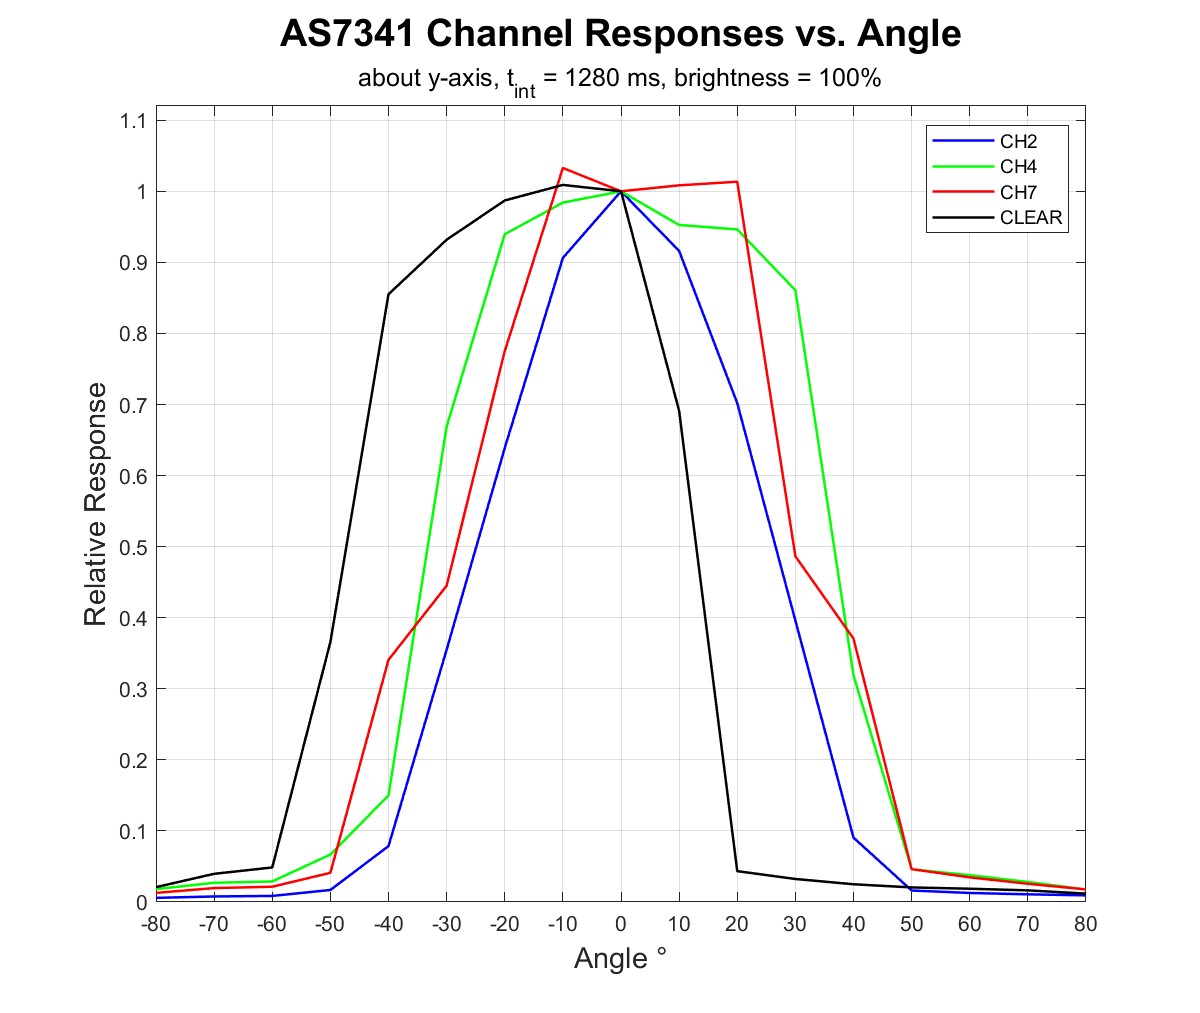 AS7341 Channel Responses vs. Angle
about y-axis, tint = 1280 ms, brightness = 100%
CH2
CH4
CH7
CLEAR
Relative Response
1.1
1
0.9
0.8
0.7
0.6
0.5
0.4
0.3
0.2
0.1
0
-80 -70 -60 -50 -40 -30 -20 -10 0 10 20 30 40 50 60 70 80
Angle °